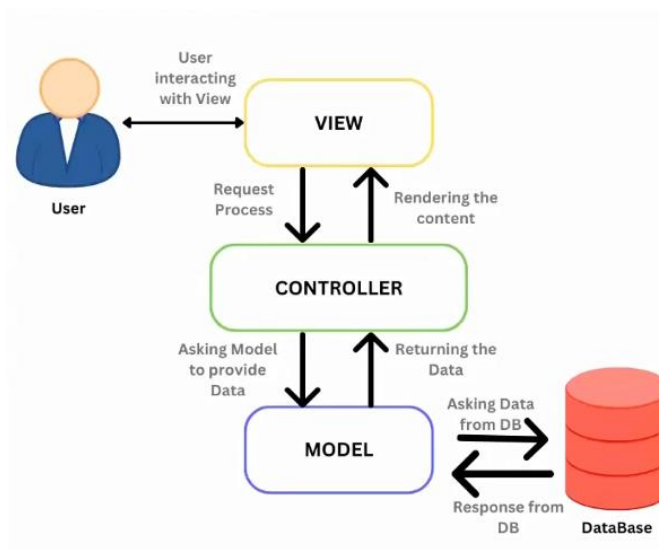 User
interacting
with View
VIEW
User
Request
Process
Rendering the
content
CONTROLLER
Asking Model
to provide
Data
Returning the
Data
MODEL
Asking Data
from DB
Response from
DB
DataBase